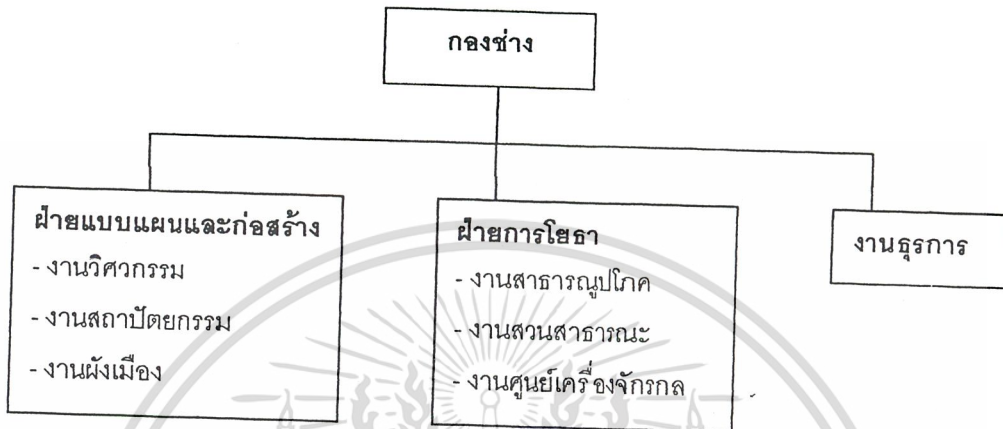 กองช่าง
ฝ่ายแบบแผนและก่อสร้าง
- งานวิศวกรรม
- งานสถาปัตยกรรม
- งานผังเมือง
ฝ่ายการโยธา
- งานสาธารณูปโภค
- งานสวนสาธารณะ
- งานศูนย์เครื่องจักรกล
งานธุรการ